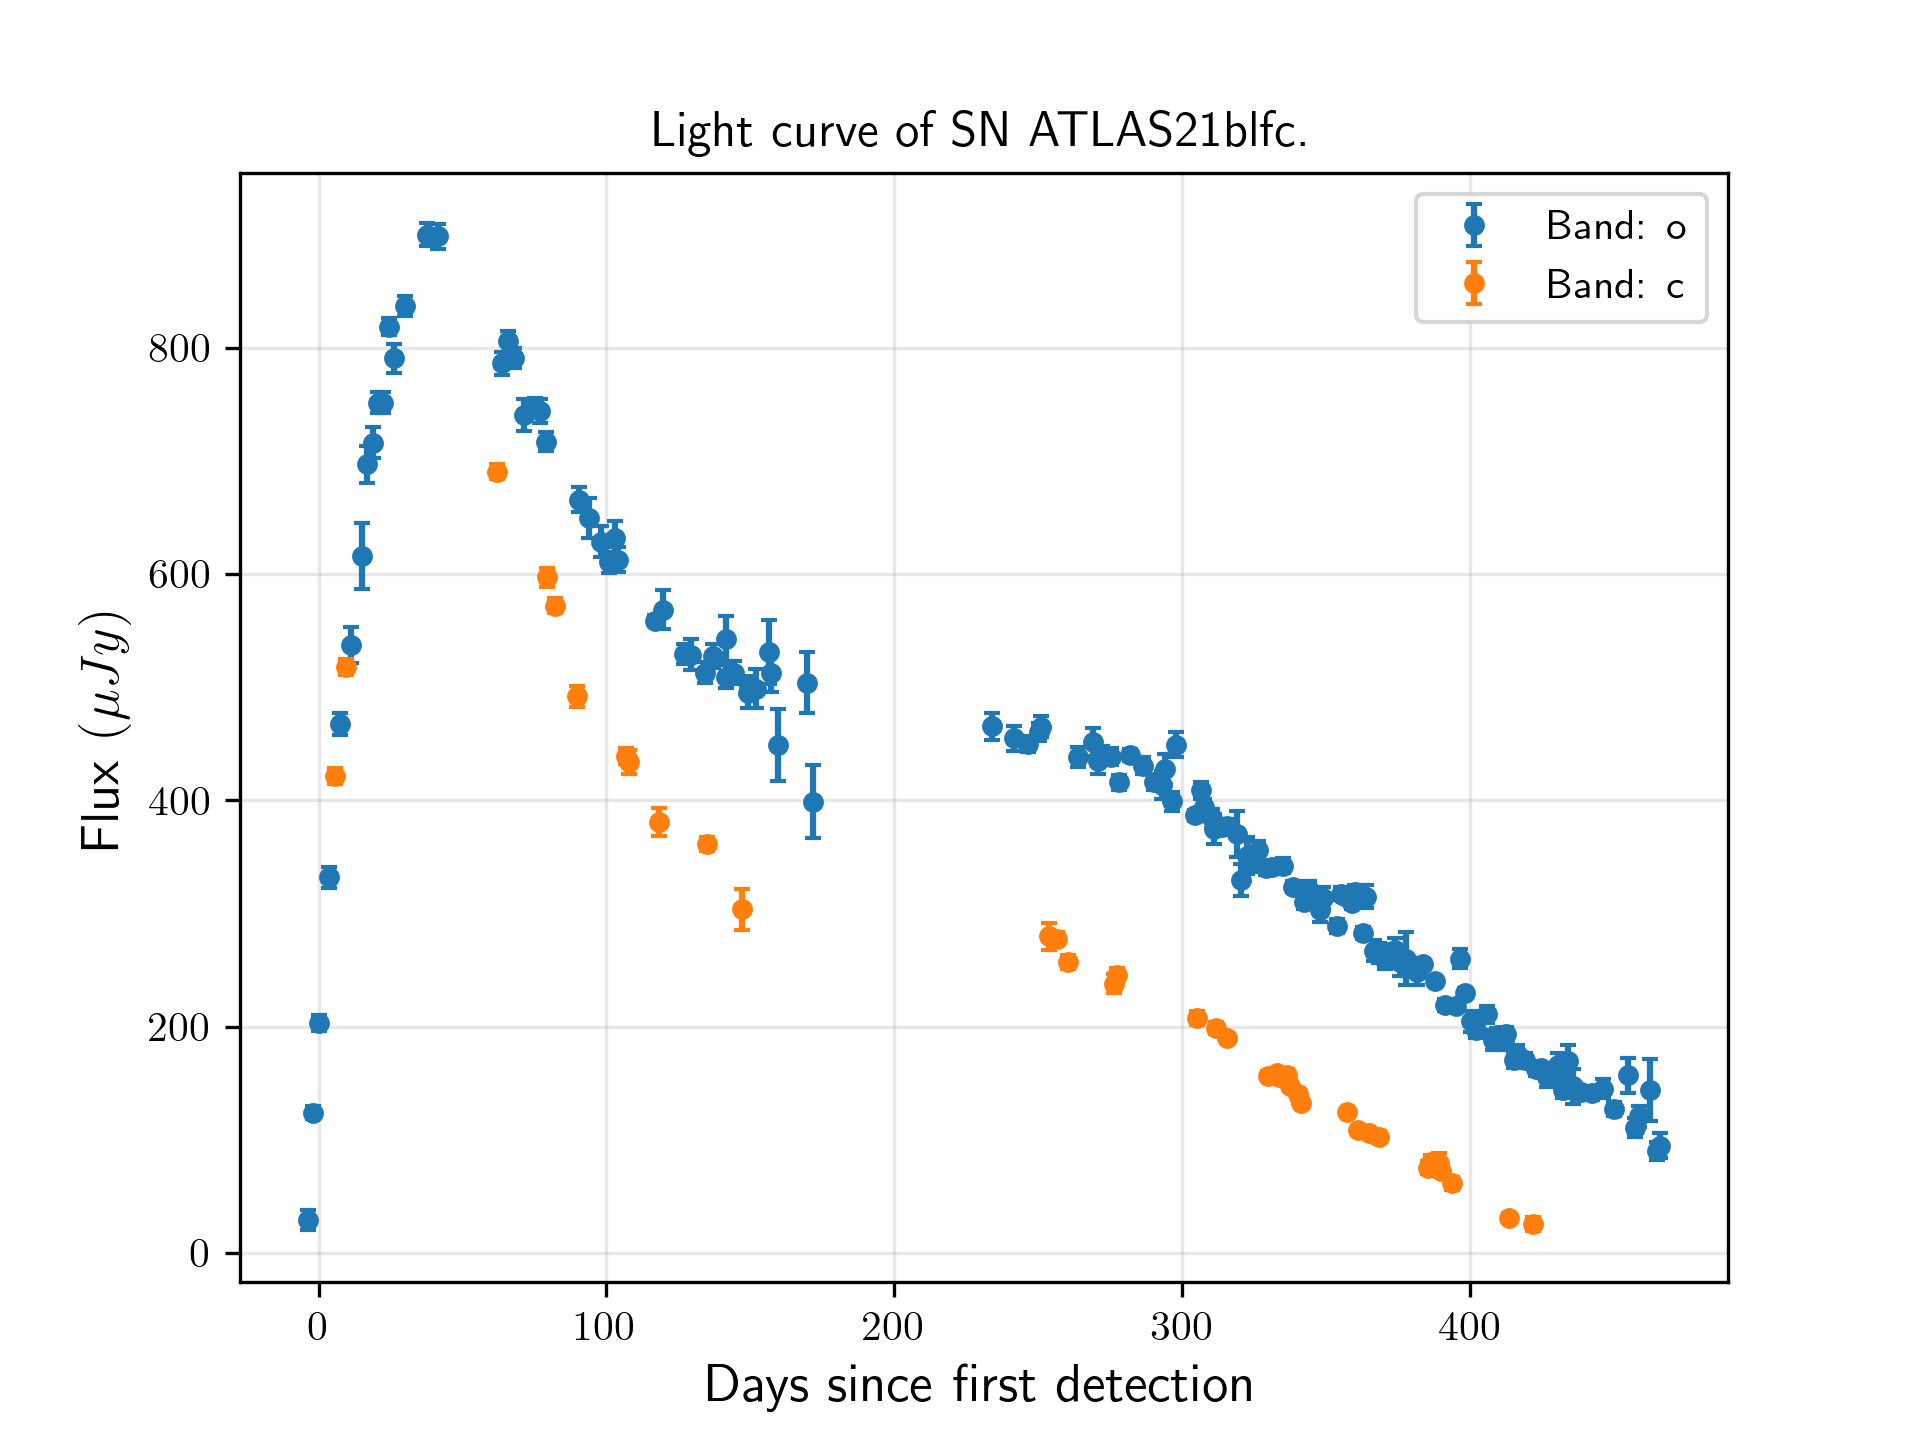 Light curve of SN ATLAS21blfc.
Band: o
Band: c
800
600
400
200
0
Flux (μJy)
0 100 200 300 400
Days since first detection